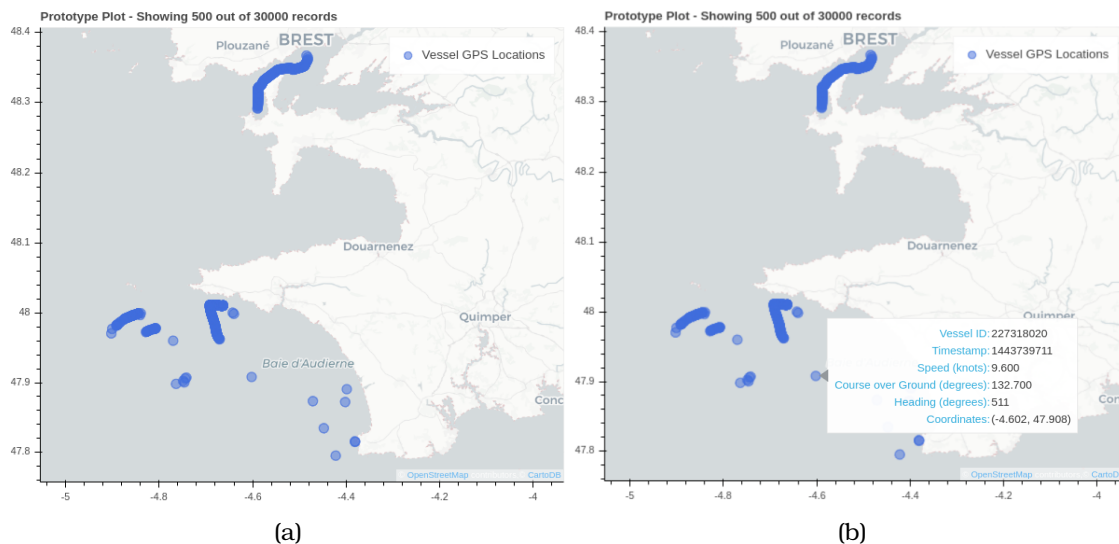 Prototype Plot - Showing 500 out of 30000 records
48.4
48.3
48.2
48.1
48
47.9
47.8
Plouzané
BREST
Vessel GPS Locations
Douarnenez
Quimper
Baie d'Audierne
Conc
OpenStreetMap
CartoDB
-5
-4.8
-4.6
-4.4
-4.2
-4
(a)
Prototype Plot - Showing 500 out of 30000 records
48.4
48.3
48.2
48.1
48
47.9
47.8
Plouzané
BREST
Vessel GPS Locations
Douarnenez
Quimper
Vessel ID: 227318020
Timestamp: 1443739711
Speed (knots): 9.600
Course over Ground (degrees): 132.700
Heading (degrees): 511
Coordinates: (-4.602, 47.908)
Con
OpenStreetMap
CartoDB
-5
-4.8
-4.6
-4.4
-4.2
-4
(b)